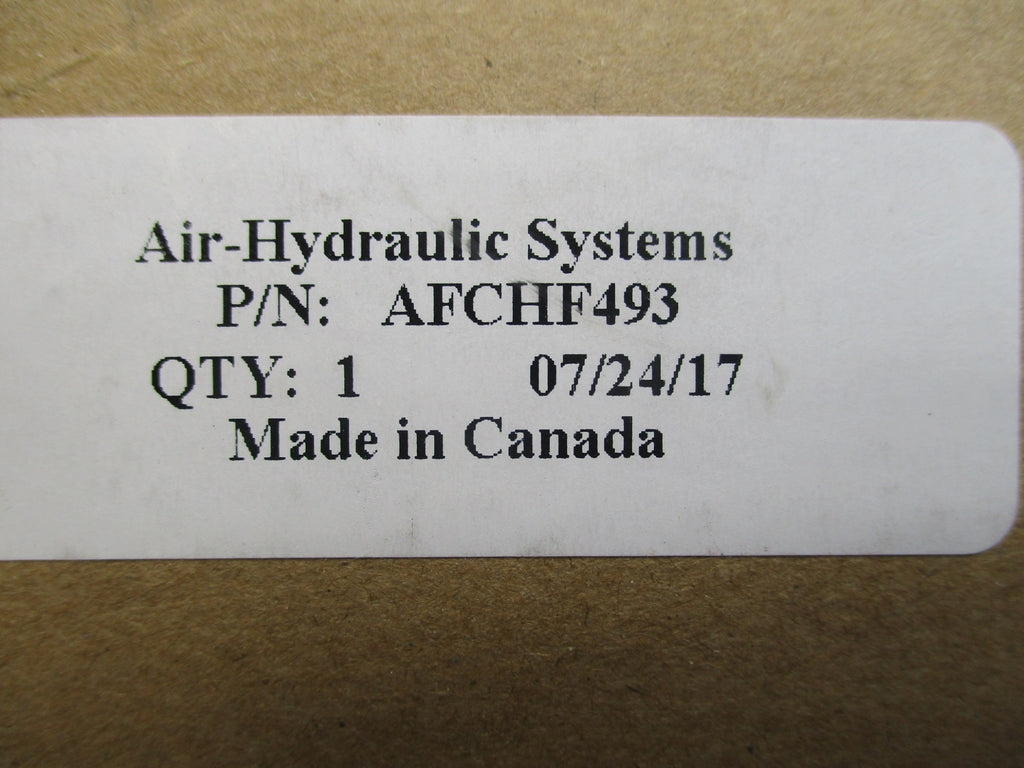 Air-Hydraulic Systems
P/N: AFCHF493
QTY: 1 07/24/17
Made in Canada